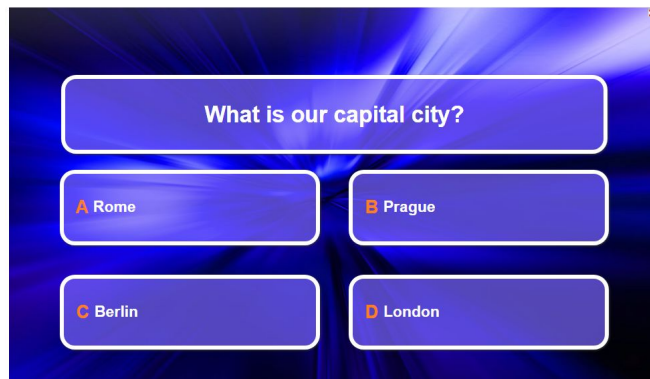 What is our capital city?
A Rome
B Prague
C Berlin
D London